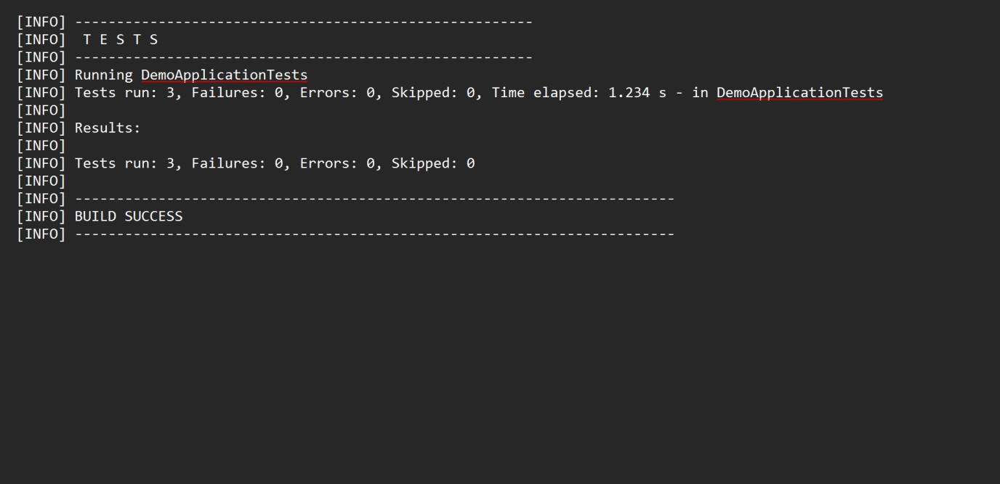 [INFO] -------------------------------------------------------
[INFO]  T E S T S
[INFO] -------------------------------------------------------
[INFO] Running DemoApplicationTests
[INFO] Tests run: 3, Failures: 0, Errors: 0, Skipped: 0, Time elapsed: 1.234 s - in DemoApplicationTests
[INFO]
[INFO] Results:
[INFO]
[INFO] Tests run: 3, Failures: 0, Errors: 0, Skipped: 0
[INFO]
[INFO] ------------------------------------------------------------------------
[INFO] BUILD SUCCESS
[INFO] ------------------------------------------------------------------------